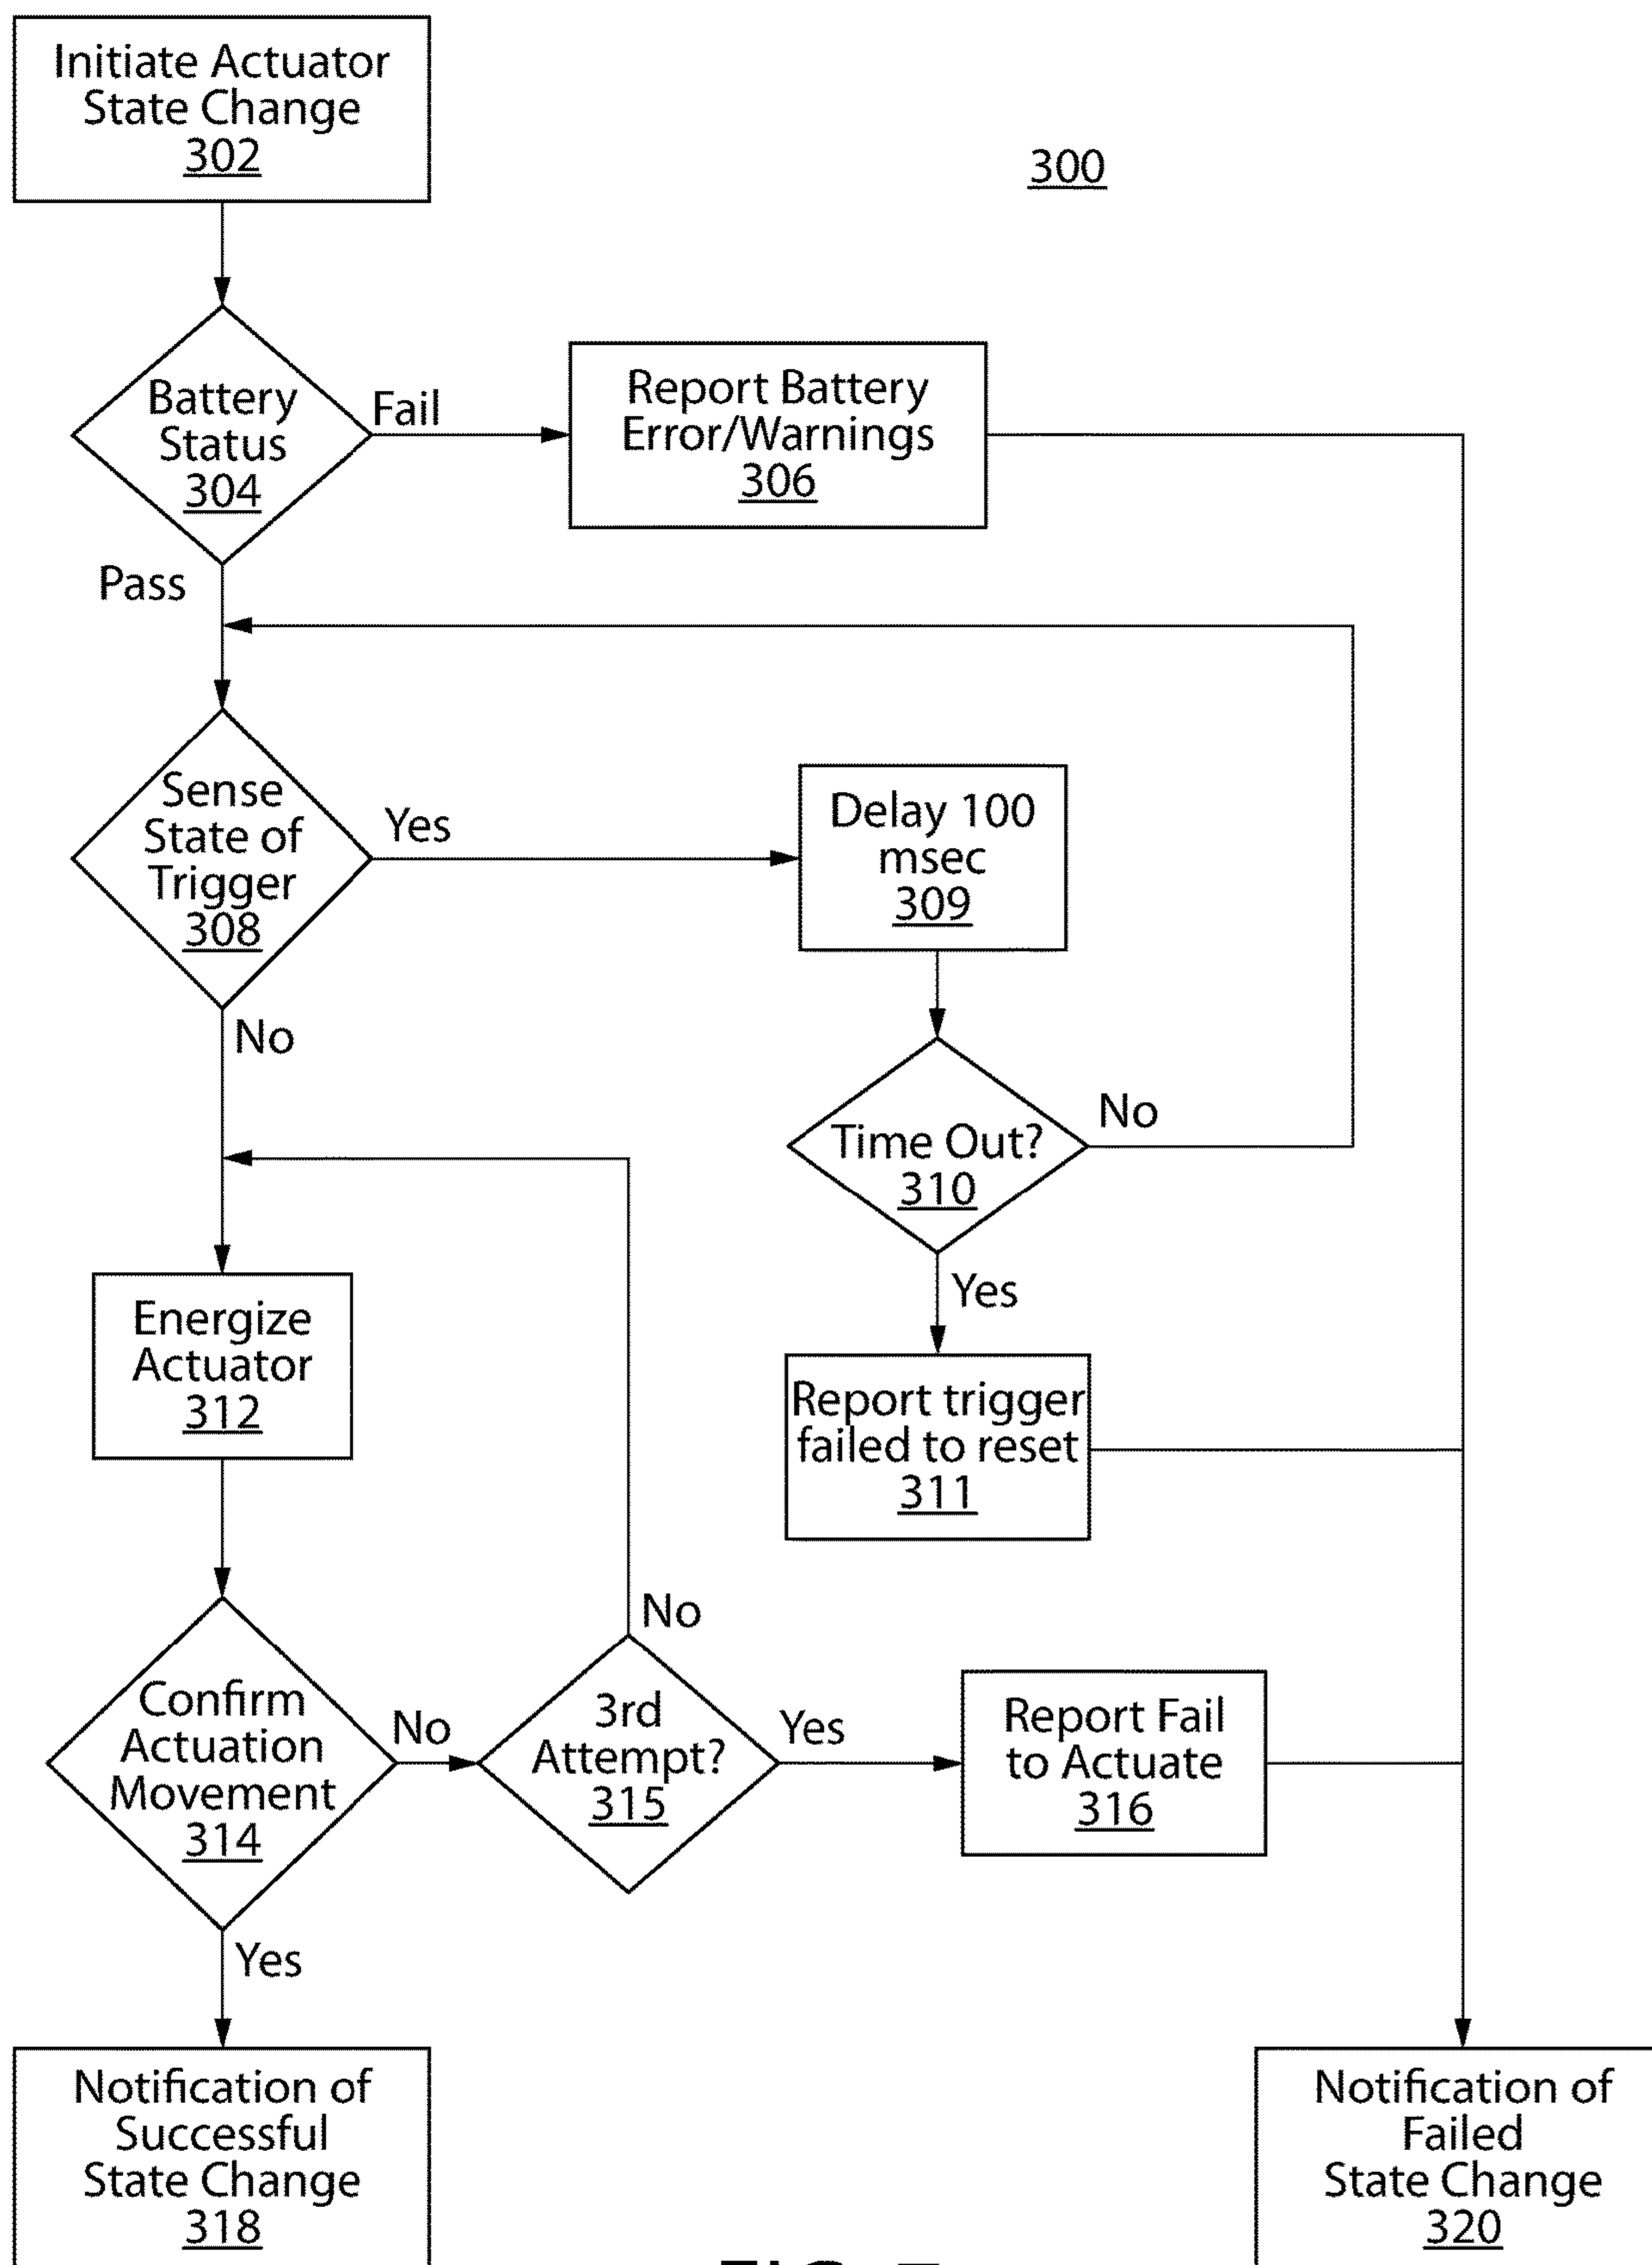 Initiate Actuator
State Change
302
300
Battery
Status
304
Fail
Report Battery
Error/Warnings
306
Pass
Sense
State of
Trigger
308
Yes
Delay 100
msec
309
No
Time Out?
310
No
Yes
Energize
Actuator
312
Report trigger
failed to reset
311
No
Confirm
Actuation
Movement
314
No
3rd
Attempt?
315
Yes
Report Fail
to Actuate
316
Yes
Notification of
Successful
State Change
318
Notification of
Failed
State Change
320